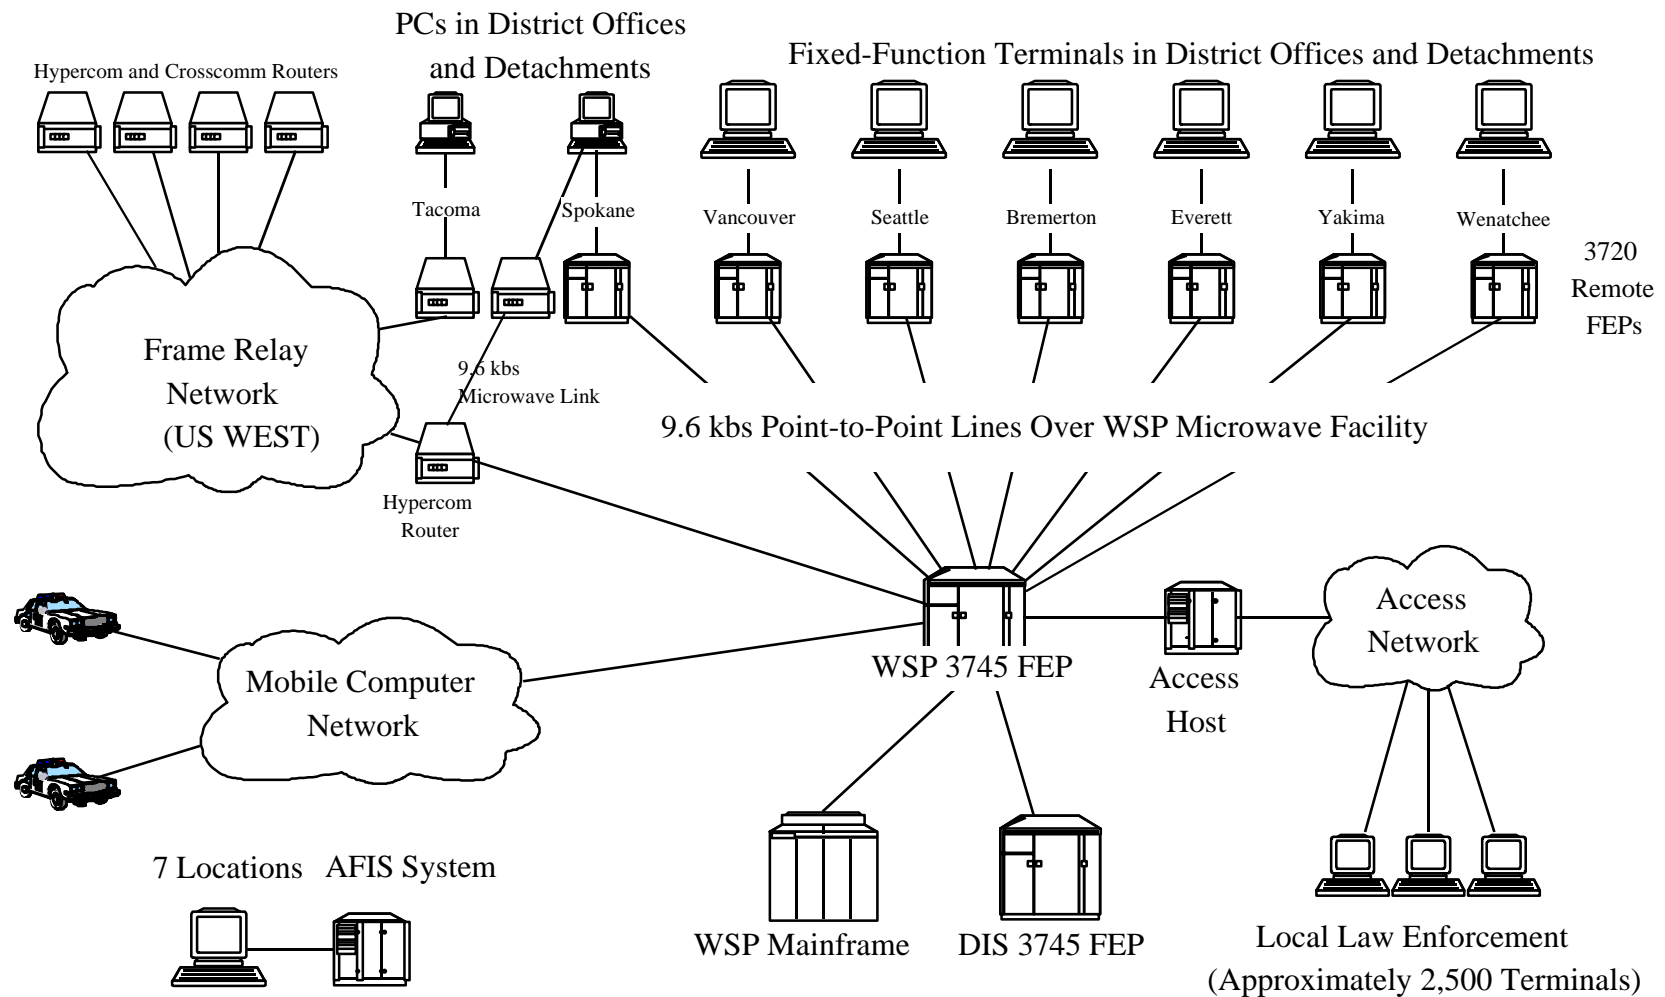 PCs in District Offices
and Detachments
Fixed-Function Terminals in District Offices and Detachments
Hypercom and Crosscomm Routers
Tacoma
Spokane
Vancouver
Seattle
Bremerton
Everett
Yakima
Wenatchee
3720
Remote
FEPs
Frame Relay
Network
(US WEST)
9.6 kbs
Microwave Link
9.6 kbs Point-to-Point Lines Over WSP Microwave Facility
Hypercom
Router
Access
Network
WSP 3745 FEP
Access
Host
Mobile Computer
Network
7 Locations
AFIS System
WSP Mainframe
DIS 3745 FEP
Local Law Enforcement
(Approximately 2,500 Terminals)